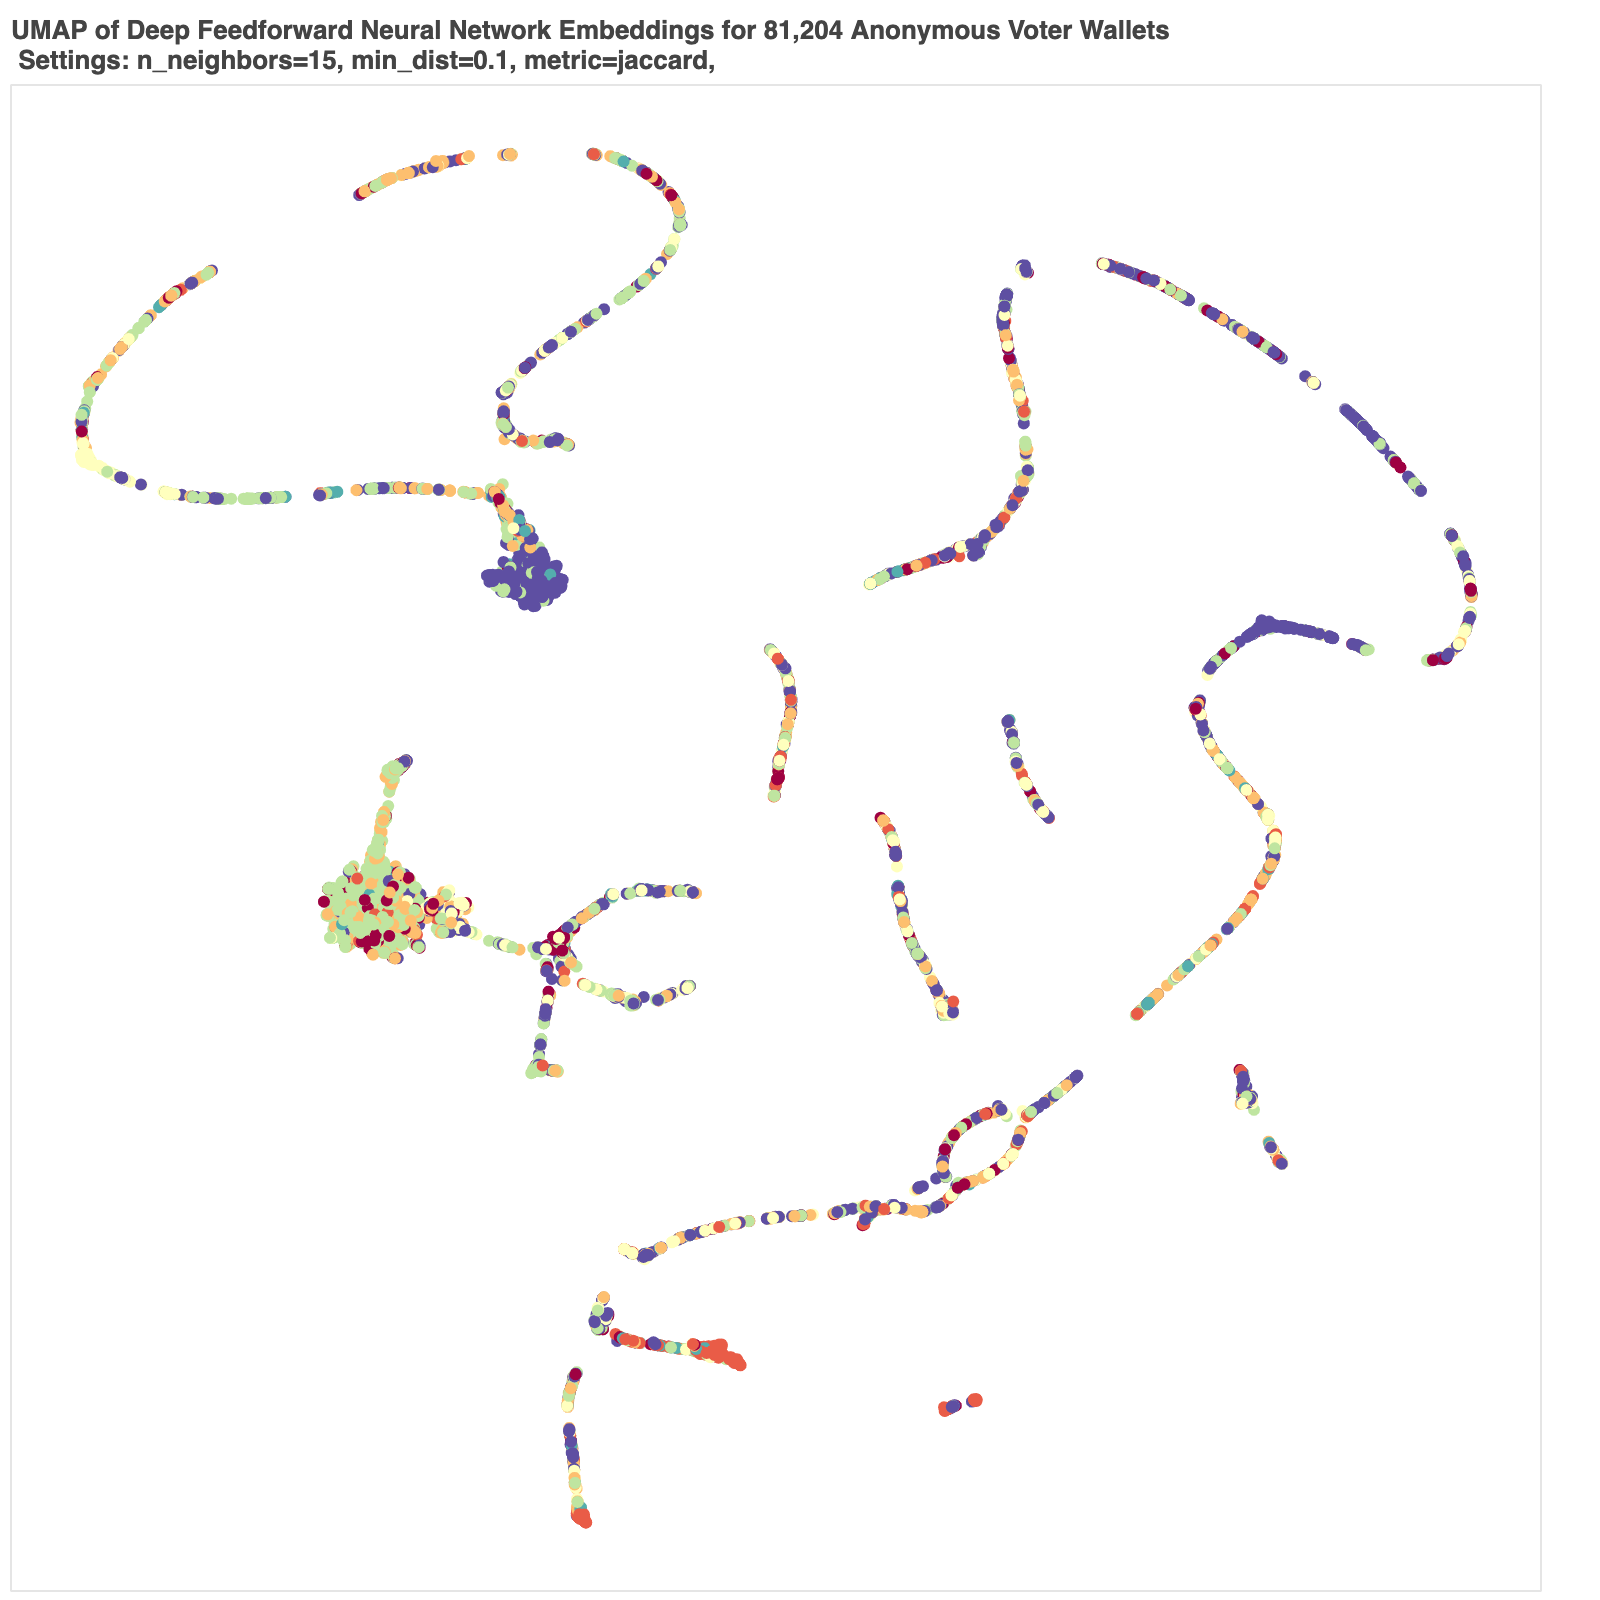 UMAP of Deep Feedforward Neural Network Embeddings for 81,204 Anonymous Voter Wallets
Settings: n_neighbors=15, min_dist=0.1, metric=jaccard,